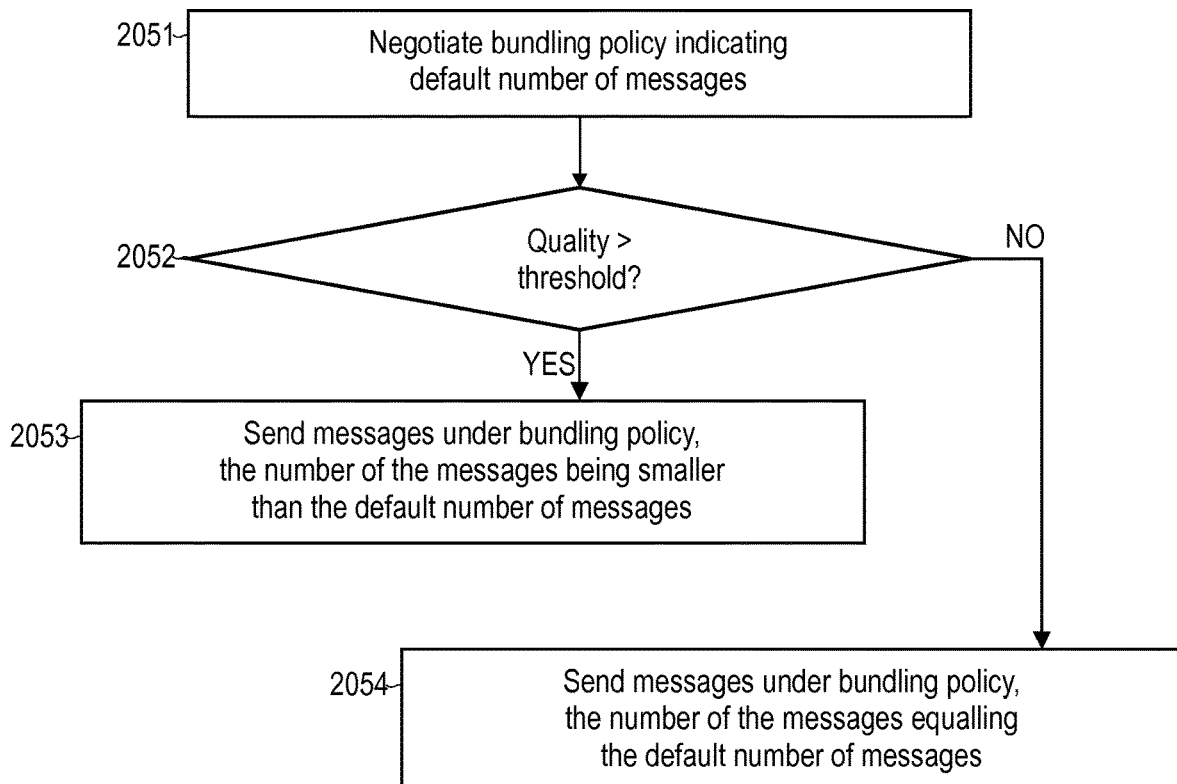 2051
Negotiate bundling policy indicating
default number of messages
2052
Quality >
threshold?
NO
YES
2053
Send messages under bundling policy,
the number of the messages being smaller
than the default number of messages
2054
Send messages under bundling policy,
the number of the messages equalling
the default number of messages